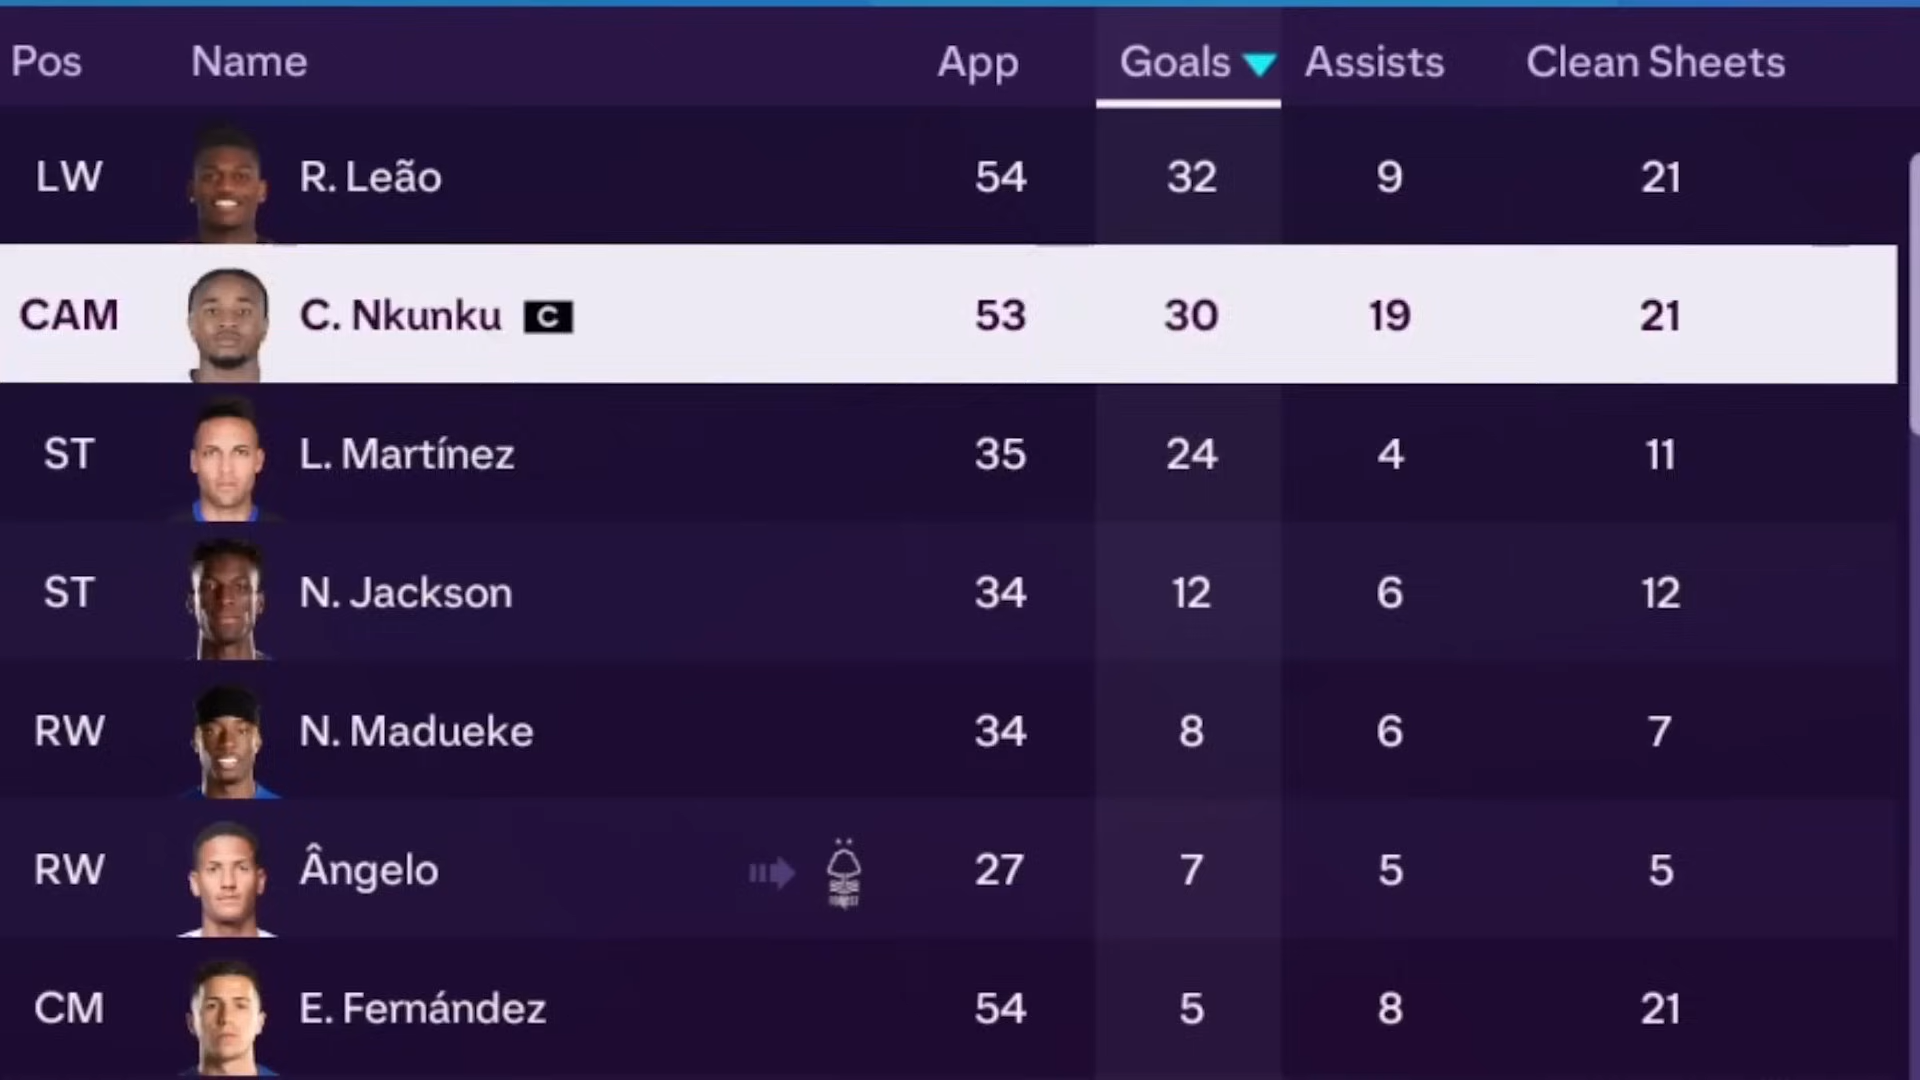 Pos Name App Goals Assists Clean Sheets
LW R. Leão 54 32 9 21
CAM C. Nkunku C 53 30 19 21
ST L. Martínez 35 24 4 11
ST N. Jackson 34 12 6 12
RW N. Madueke 34 8 6 7
RW Ângelo FOREST 27 7 5 5
CM E. Fernández 54 5 8 21